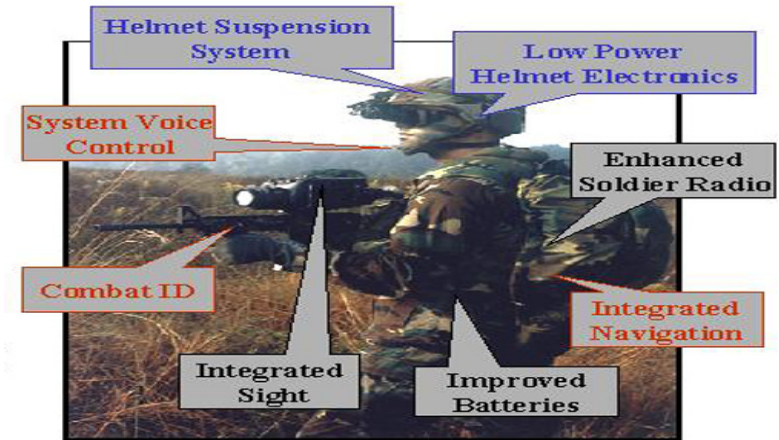 Helmet Suspension
System
Low Power
Helmet Electronics
System Voice
Control
Enhanced
Soldier Radio
Combat ID
Integrated
Navigation
Integrated
Sight
Improved
Batteries